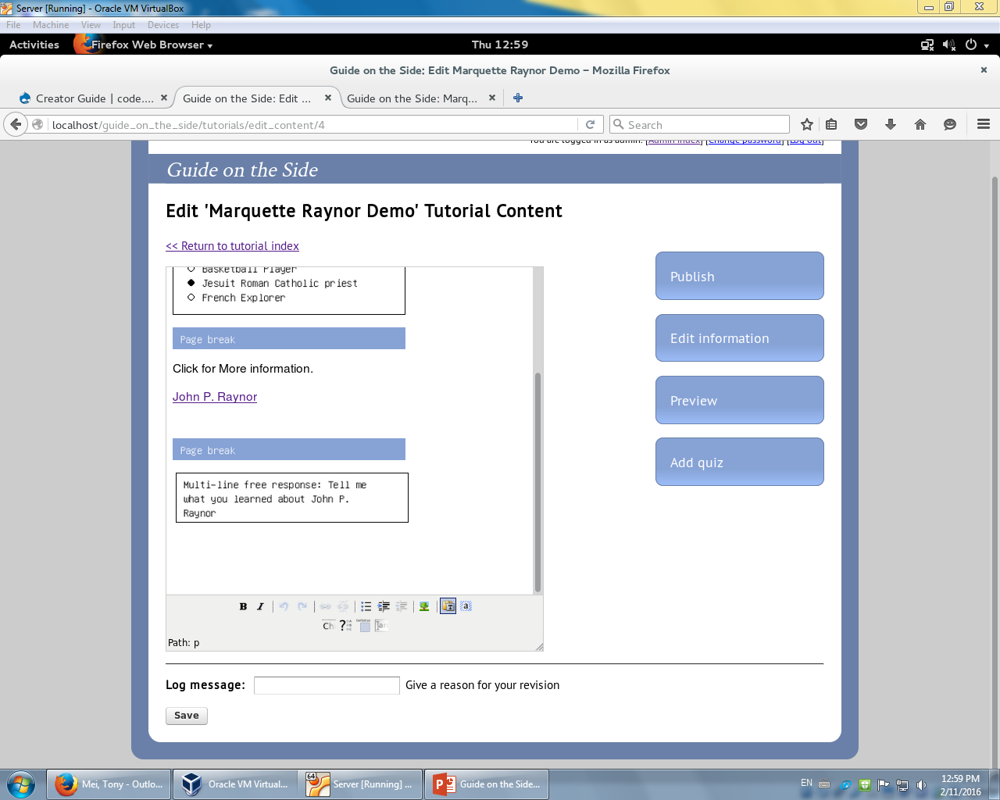 Server [Running] - Oracle VM VirtualBox
File Machine View Input Devices Help
Activities Firefox Web Browser Thu 12:59
Guide on the Side: Edit Marquette Raynor Demo – Mozilla Firefox
Creator Guide | code.... Guide on the Side: Edit ... Guide on the Side: Marq...
localhost/guide_on_the_side/tutorials/edit_content/4 Search
You are logged in as admin. [Admin index] [Change password] [Log out]
Guide on the Side
Edit 'Marquette Raynor Demo' Tutorial Content
<< Return to tutorial index
Publish
Edit information
Preview
Add quiz
Basketball Player
Jesuit Roman Catholic priest
French Explorer
Page break
Click for More information.
John P. Raynor
Page break
Multi-line free response: Tell me
what you learned about John P.
Raynor
B I
Ch
Path: p
Log message: Give a reason for your revision
Save
Mei, Tony - Outlo... Oracle VM Virtual... 64 Server [Running] ... Guide on the Side... EN 12:59 PM
2/11/2016